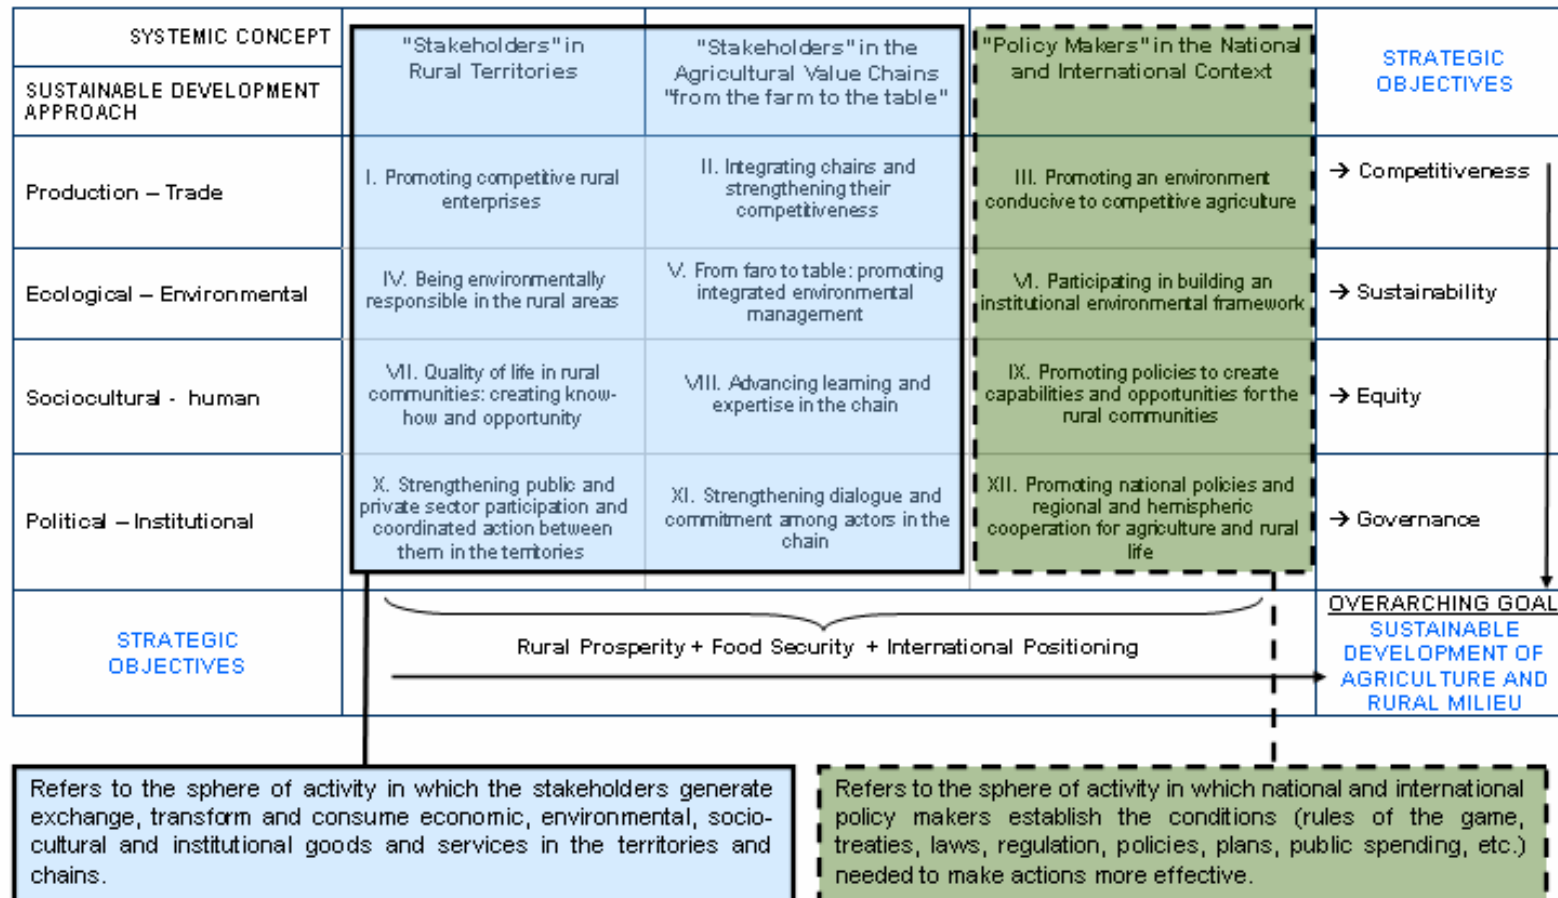 SYSTEMIC CONCEPT
SUSTAINABLE DEVELOPMENT
APPROACH
"Stakeholders" in
Rural Territories
"Stakeholders" in the
Agricultural Value Chains
"from the farm to the table"
"Policy Makers" in the National
and International Context
STRATEGIC
OBJECTIVES
Production – Trade
I. Promoting competitive rural
enterprises
II. Integrating chains and
strengthening their
competitiveness
III. Promoting an environment
conducive to competitive agriculture
→ Competitiveness
Ecological – Environmental
IV. Being environmentally
responsible in the rural areas
V. From faro to table: promoting
integrated environmental
management
VI. Participating in building an
institutional environmental framework
→ Sustainability
Sociocultural - human
VII. Quality of life in rural
communities: creating know-
how and opportunity
VIII. Advancing learning and
expertise in the chain
IX. Promoting policies to create
capabilities and opportunities for the
rural communities
→ Equity
Political – Institutional
X. Strengthening public and
private sector participation and
coordinated action between
them in the territories
XI. Strengthening dialogue and
commitment among actors in the
chain
XII. Promoting national policies and
regional and hemispheric
cooperation for agriculture and rural
life
→ Governance
STRATEGIC
OBJECTIVES
Rural Prosperity + Food Security + International Positioning
OVERARCHING GOAL
SUSTAINABLE
DEVELOPMENT OF
AGRICULTURE AND
RURAL MILIEU
Refers to the sphere of activity in which the stakeholders generate
exchange, transform and consume economic, environmental, socio-
cultural and institutional goods and services in the territories and
chains.
Refers to the sphere of activity in which national and international
policy makers establish the conditions (rules of the game,
treaties, laws, regulation, policies, plans, public spending, etc.)
needed to make actions more effective.